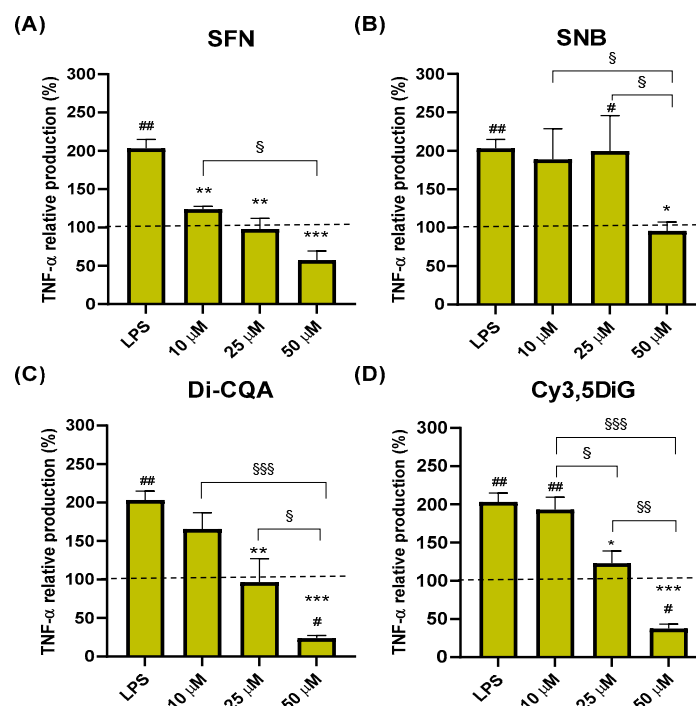 (A)
SFN
TNF-α relative production (%)
300
250
200
150
100
50
0
##
**
**
***
§
LPS
10 μM
25 μM
50 μM
(B)
SNB
TNF-α relative production (%)
300
250
200
150
100
50
0
##
#
*
§
§
LPS
10 μM
25 μM
50 μM
(C)
Di-CQA
TNF-α relative production (%)
300
250
200
150
100
50
0
##
§§§
§
**
***
#
LPS
10 μM
25 μM
50 μM
(D)
Cy3,5DiG
TNF-α relative production (%)
300
250
200
150
100
50
0
##
##
§§§
§
§§
*
***
#
LPS
10 μM
25 μM
50 μM